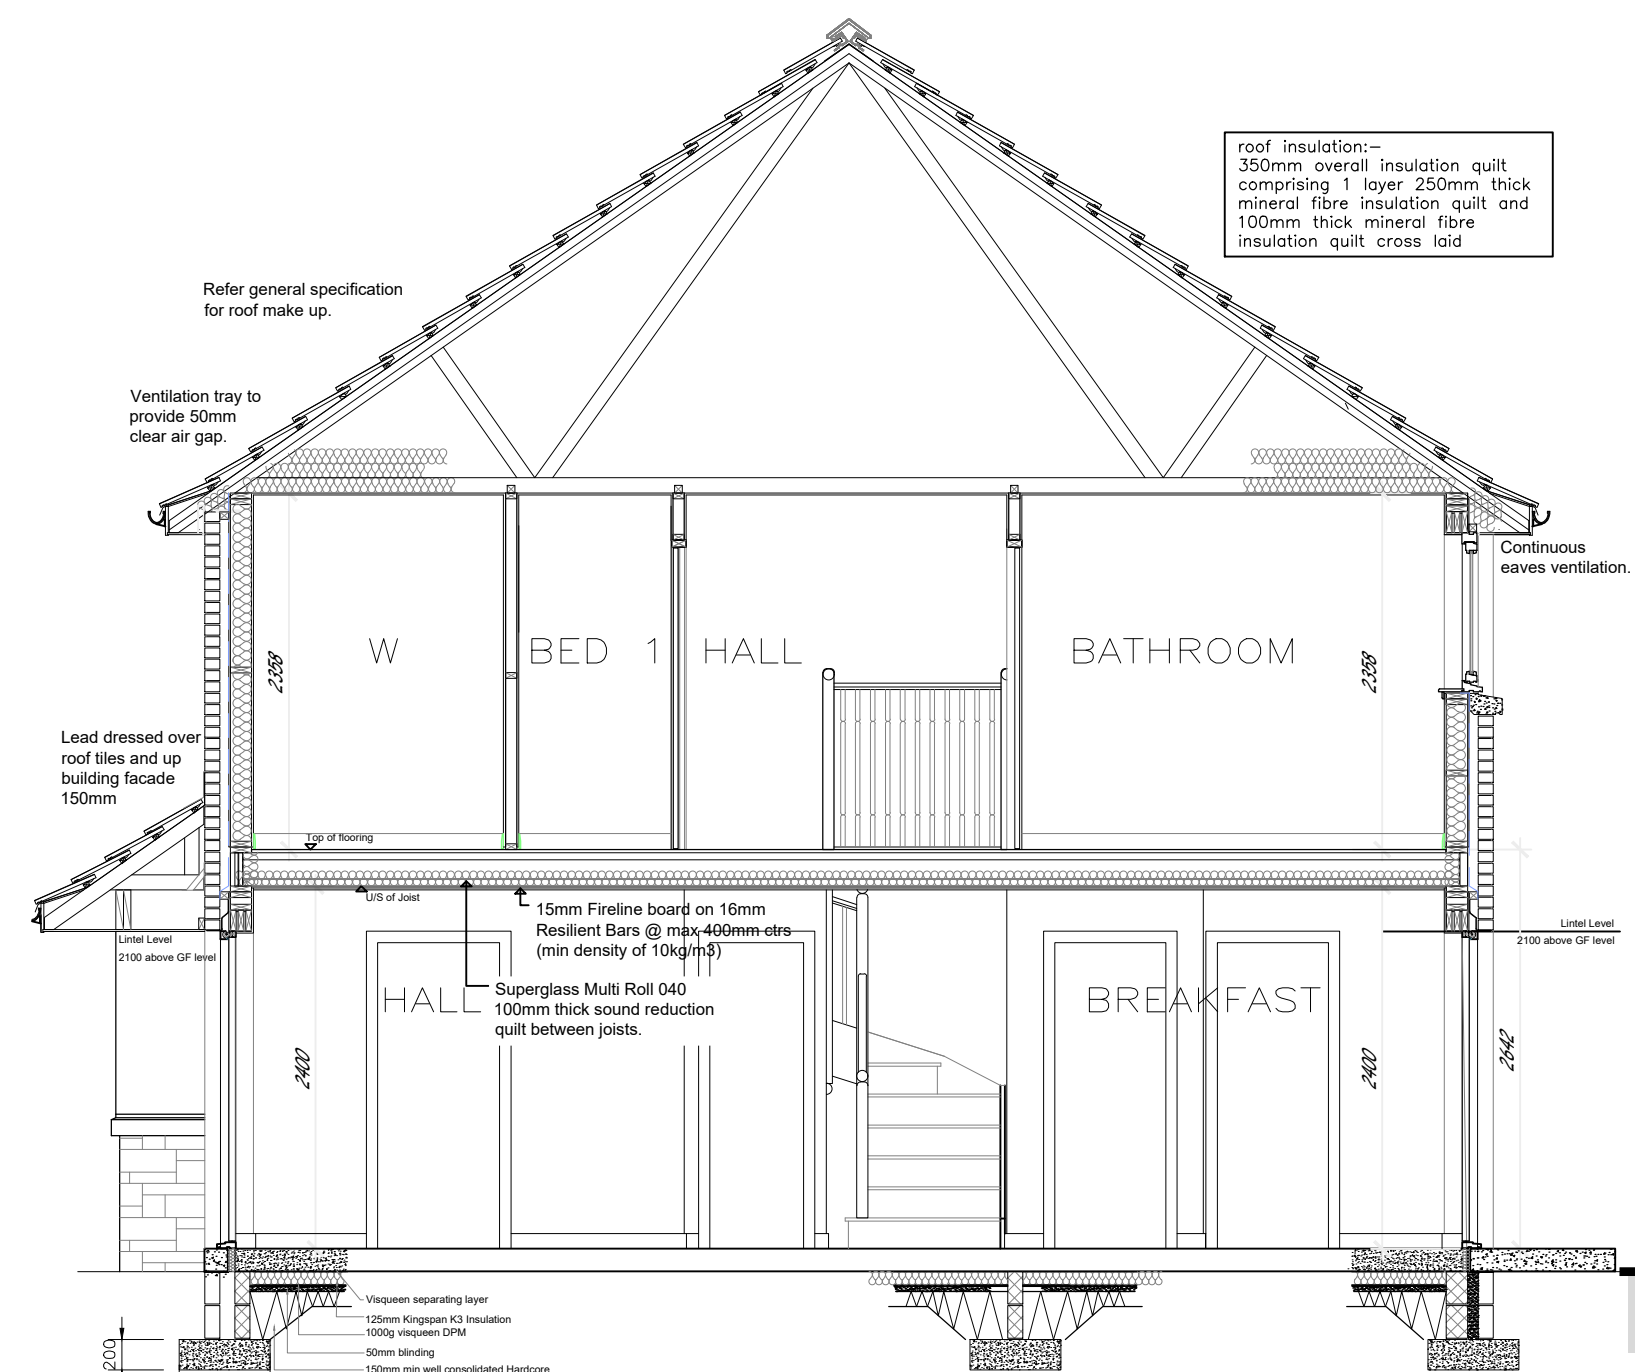 roof insulation:-
350mm overall insulation quilt
comprising 1 layer 250mm thick
mineral fibre insulation quilt and
100mm thick mineral fibre
insulation quilt cross laid
Refer general specification
for roof make up.
Ventilation tray to
provide 50mm
clear air gap.
Continuous
eaves ventilation.
W
BED 1
HALL
BATHROOM
2358
2358
Lead dressed over
roof tiles and up
building facade
150mm
Top of flooring
U/S of Joist
15mm Fireline board on 16mm
Resilient Bars @ max 400mm ctrs
(min density of 10kg/m3)
Lintel Level
2100 above GF level
Lintel Level
2100 above GF level
Superglass Multi Roll 040
100mm thick sound reduction
quilt between joists.
HALL
BREAKFAST
2400
2400
2642
Visqueen separating layer
125mm Kingspan K3 Insulation
1000g visqueen DPM
50mm blinding
150mm min well consolidated Hardcore
200